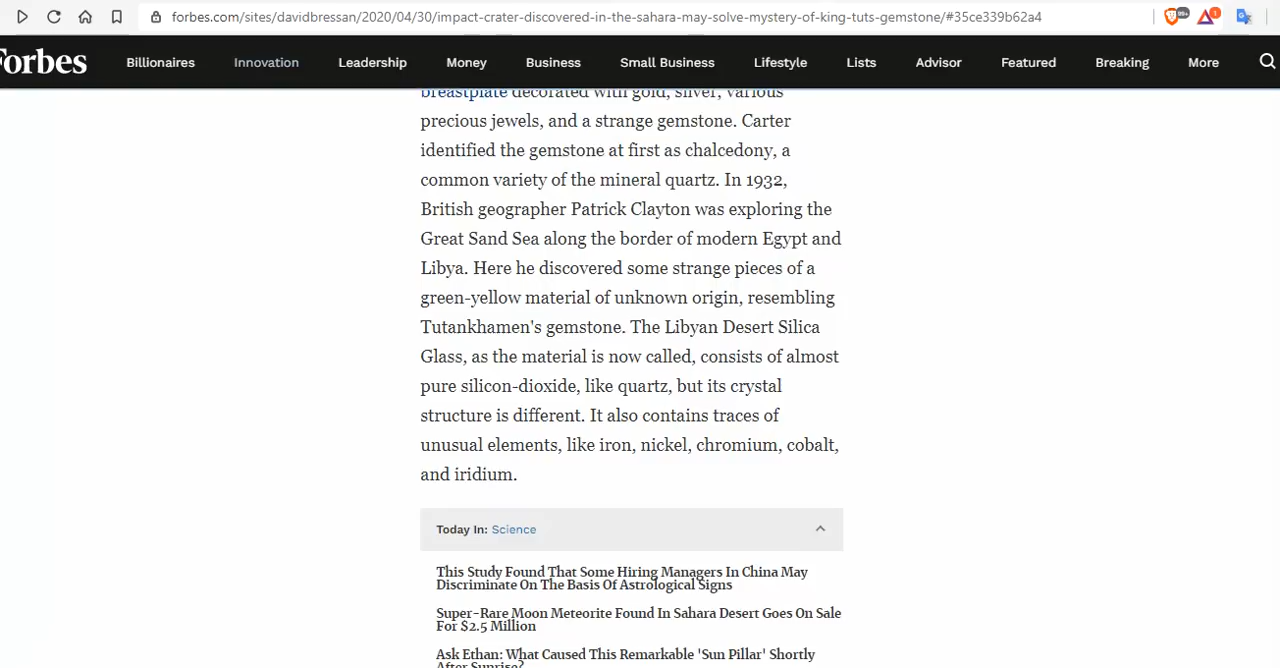 forbes.com/sites/davidbressan/2020/04/30/impact-crater-discovered-in-the-sahara-may-solve-mystery-of-king-tuts-gemstone/#35ce339b62a4
99+
1
Forbes Billionaires Innovation Leadership Money Business Small Business Lifestyle Lists Advisor Featured Breaking More
breastplate decorated with gold, silver, various
precious jewels, and a strange gemstone. Carter
identified the gemstone at first as chalcedony, a
common variety of the mineral quartz. In 1932,
British geographer Patrick Clayton was exploring the
Great Sand Sea along the border of modern Egypt and
Libya. Here he discovered some strange pieces of a
green-yellow material of unknown origin, resembling
Tutankhamen's gemstone. The Libyan Desert Silica
Glass, as the material is now called, consists of almost
pure silicon-dioxide, like quartz, but its crystal
structure is different. It also contains traces of
unusual elements, like iron, nickel, chromium, cobalt,
and iridium.
Today In: Science
This Study Found That Some Hiring Managers In China May
Discriminate On The Basis Of Astrological Signs
Super-Rare Moon Meteorite Found In Sahara Desert Goes On Sale
For $2.5 Million
Ask Ethan: What Caused This Remarkable 'Sun Pillar' Shortly
After Sunrise?